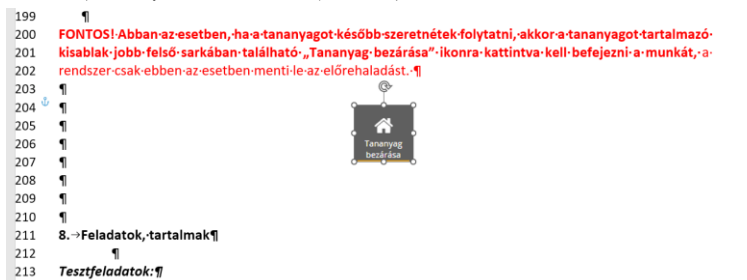 199 ¶
200 FONTOS! Abban az esetben, ha a tananyagot később szeretnétek folytatni, akkor a tananyagot tartalmazó
201 kisablak jobb felső sarkában található „Tananyag bezárása” ikonra kattintva kell befejezni a munkát, a
202 rendszer csak ebben az esetben menti le az előrehaladást. ¶
203 ¶
204 ¶
205 ¶
206 ¶
207 ¶
208 ¶
209 ¶
210 ¶
Tananyag
bezárása
211 8.→Feladatok, tartalmak¶
212 ¶
213 Tesztfeladatok:¶